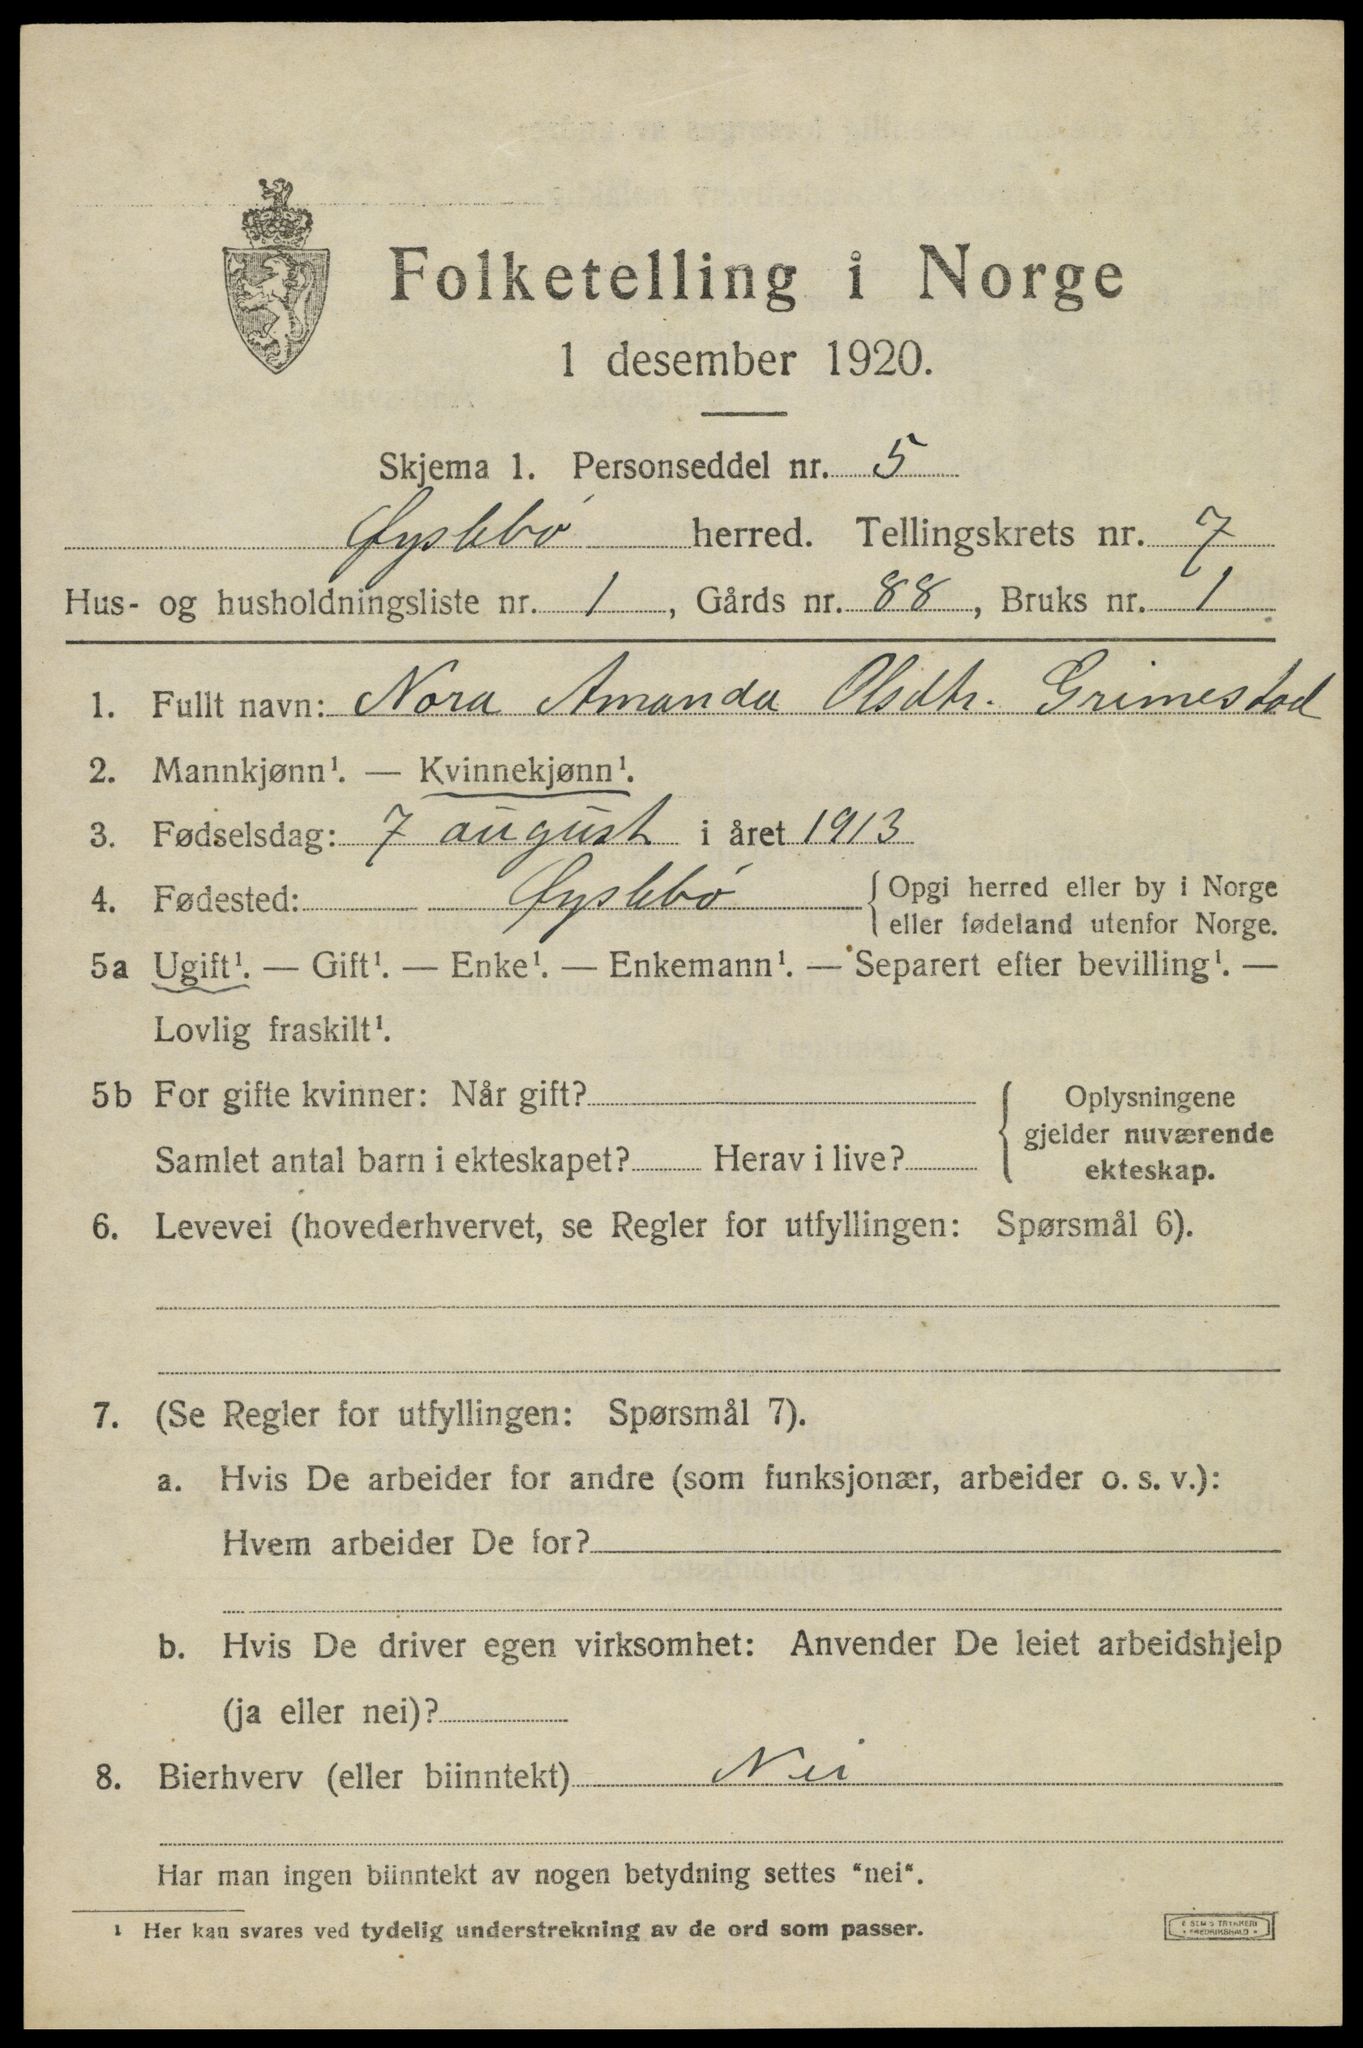 Folketelling i Norge
1 desember 1920.
Skjema 1. Personseddel nr. 5
Øyslebø herred. Tellingskrets nr. 7
Hus- og husholdningsliste nr. 1, Gårds nr. 88, Bruks nr. 1
1. Fullt navn: Nora Amanda Olsdtr. Grimestad
2. Mannkjønn¹. — Kvinnekjønn¹.
3. Fødselsdag: 7 august i året 1913
4. Fødested: Øyslebø { Opgi herred eller by i Norge
eller fødeland utenfor Norge.
5a Ugift¹. — Gift¹. — Enke¹. — Enkemann¹. — Separert efter bevilling¹. —
Lovlig fraskilt¹.
5b For gifte kvinner: Når gift?
Samlet antal barn i ekteskapet? Herav i live?
{ Oplysningene
gjelder nuværende
ekteskap.
6. Levevei (hovederhvervet, se Regler for utfyllingen: Spørsmål 6).
7. (Se Regler for utfyllingen: Spørsmål 7).
a. Hvis De arbeider for andre (som funksjonær, arbeider o. s. v.):
Hvem arbeider De for?
b. Hvis De driver egen virksomhet: Anvender De leiet arbeidshjelp
(ja eller nei)?
8. Bierhverv (eller biinntekt) Nei
Har man ingen biinntekt av nogen betydning settes "nei".
¹ Her kan svares ved tydelig understrekning av de ord som passer.